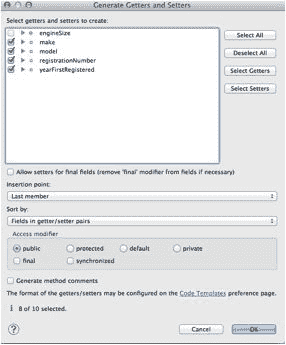 Generate Getters and Setters
Select getters and setters to create:
engineSize
make
model
registrationNumber
yearFirstRegistered
Select All
Deselect All
Select Getters
Select Setters
Allow setters for final fields (remove 'final' modifier from fields if necessary)
Insertion point:
Last member
Sort by:
Fields in getter/setter pairs
Access modifier
public protected default private
final synchronized
Generate method comments
The format of the getters/setters may be configured on the Code Templates preference page.
i 8 of 10 selected.
? Cancel OK